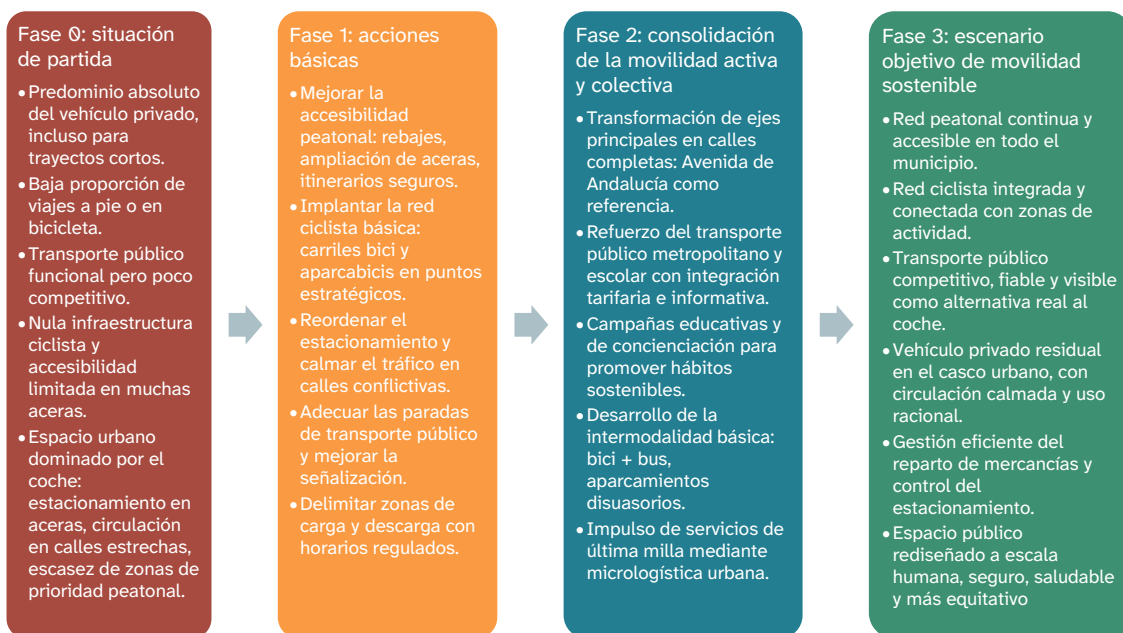 Fase 0: situación
de partida
• Predominio absoluto
del vehículo privado,
incluso para
trayectos cortos.
• Baja proporción de
viajes a pie o en
bicicleta.
• Transporte público
funcional pero poco
competitivo.
• Nula infraestructura
ciclista y
accesibilidad
limitada en muchas
aceras.
• Espacio urbano
dominado por el
coche:
estacionamiento en
aceras, circulación
en calles estrechas,
escasez de zonas de
prioridad peatonal.
Fase 1: acciones
básicas
• Mejorar la
accesibilidad
peatonal: rebajes,
ampliación de aceras,
itinerarios seguros.
• Implantar la red
ciclista básica:
carriles bici y
aparcabicis en puntos
estratégicos.
• Reordenar el
estacionamiento y
calmar el tráfico en
calles conflictivas.
• Adecuar las paradas
de transporte público
y mejorar la
señalización.
• Delimitar zonas de
carga y descarga con
horarios regulados.
Fase 2: consolidación
de la movilidad activa
y colectiva
• Transformación de ejes
principales en calles
completas: Avenida de
Andalucía como
referencia.
• Refuerzo del transporte
público metropolitano y
escolar con integración
tarifaria e informativa.
• Campañas educativas y
de concienciación para
promover hábitos
sostenibles.
• Desarrollo de la
intermodalidad básica:
bici + bus,
aparcamientos
disuasorios.
• Impulso de servicios de
última milla mediante
micrologística urbana.
Fase 3: escenario
objetivo de movilidad
sostenible
• Red peatonal continua y
accesible en todo el
municipio.
• Red ciclista integrada y
conectada con zonas de
actividad.
• Transporte público
competitivo, fiable y visible
como alternativa real al
coche.
• Vehículo privado residual
en el casco urbano, con
circulación calmada y uso
racional.
• Gestión eficiente del
reparto de mercancías y
control del
estacionamiento.
• Espacio público
rediseñado a escala
humana, seguro, saludable
y más equitativo